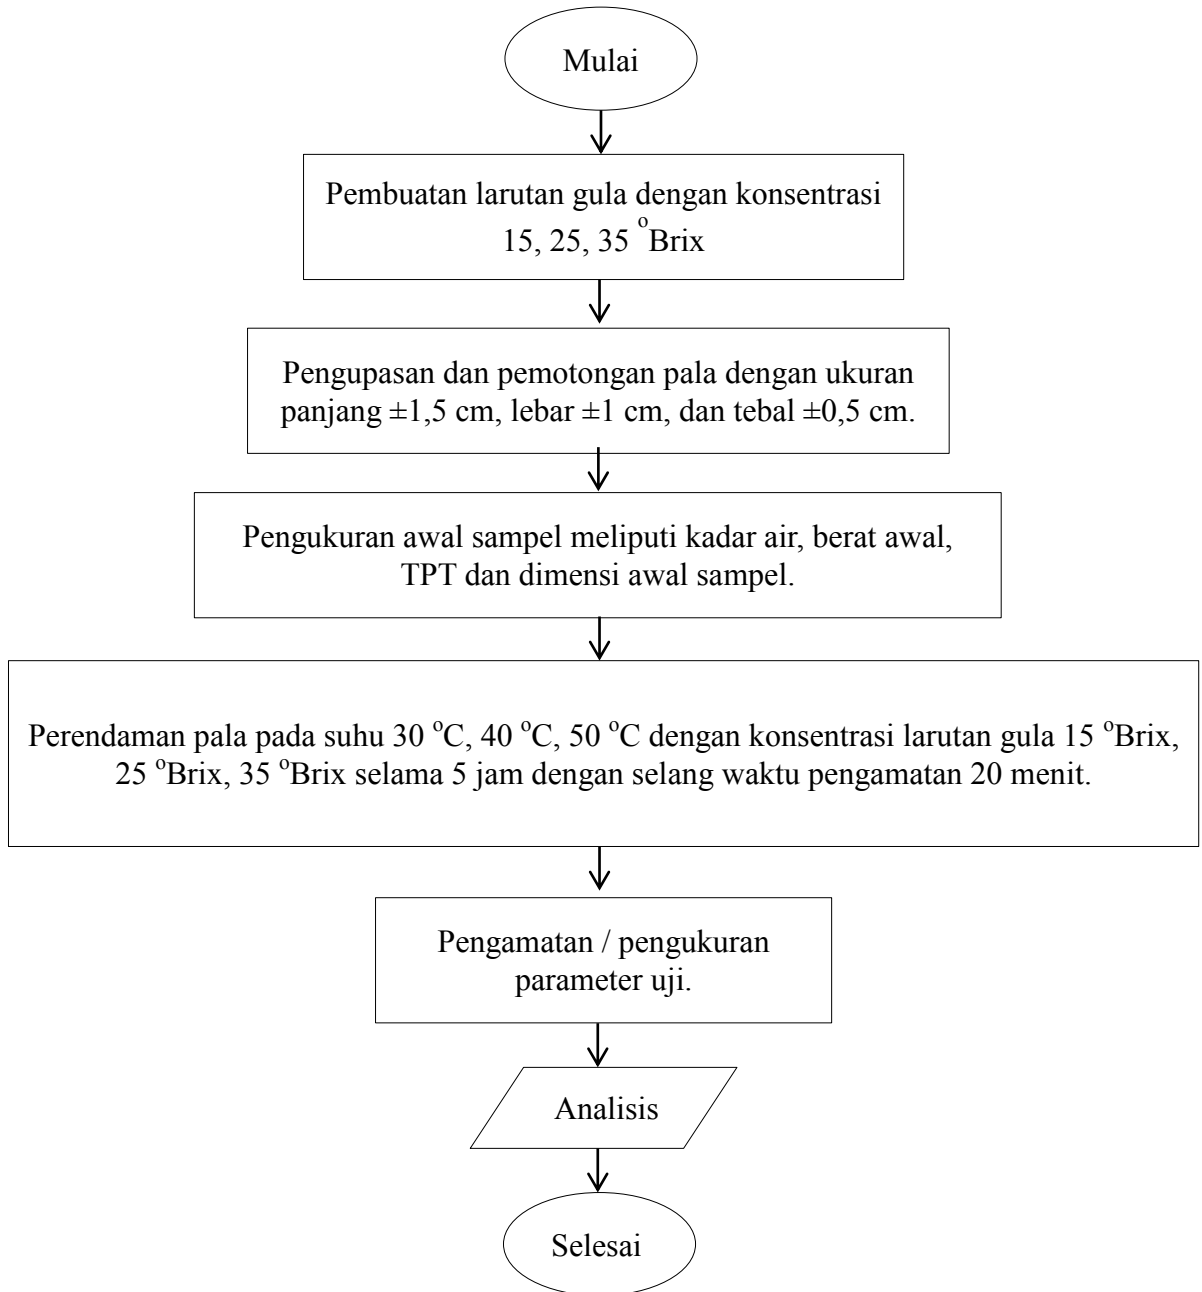 Mulai
Pembuatan larutan gula dengan konsentrasi
15, 25, 35 °Brix
Pengupasan dan pemotongan pala dengan ukuran
panjang ±1,5 cm, lebar ±1 cm, dan tebal ±0,5 cm.
Pengukuran awal sampel meliputi kadar air, berat awal,
TPT dan dimensi awal sampel.
Perendaman pala pada suhu 30 °C, 40 °C, 50 °C dengan konsentrasi larutan gula 15 °Brix,
25 °Brix, 35 °Brix selama 5 jam dengan selang waktu pengamatan 20 menit.
Pengamatan / pengukuran
parameter uji.
Analisis
Selesai